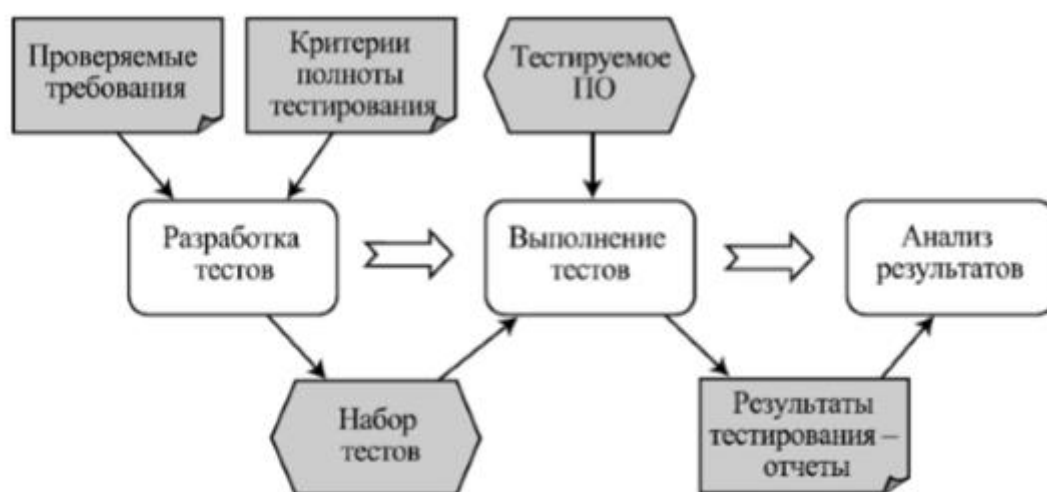 Проверяемые
требования
Критерии
полноты
тестирования
Тестируемое
ПО
Разработка
тестов
Выполнение
тестов
Анализ
результатов
Набор
тестов
Результаты
тестирования –
отчеты